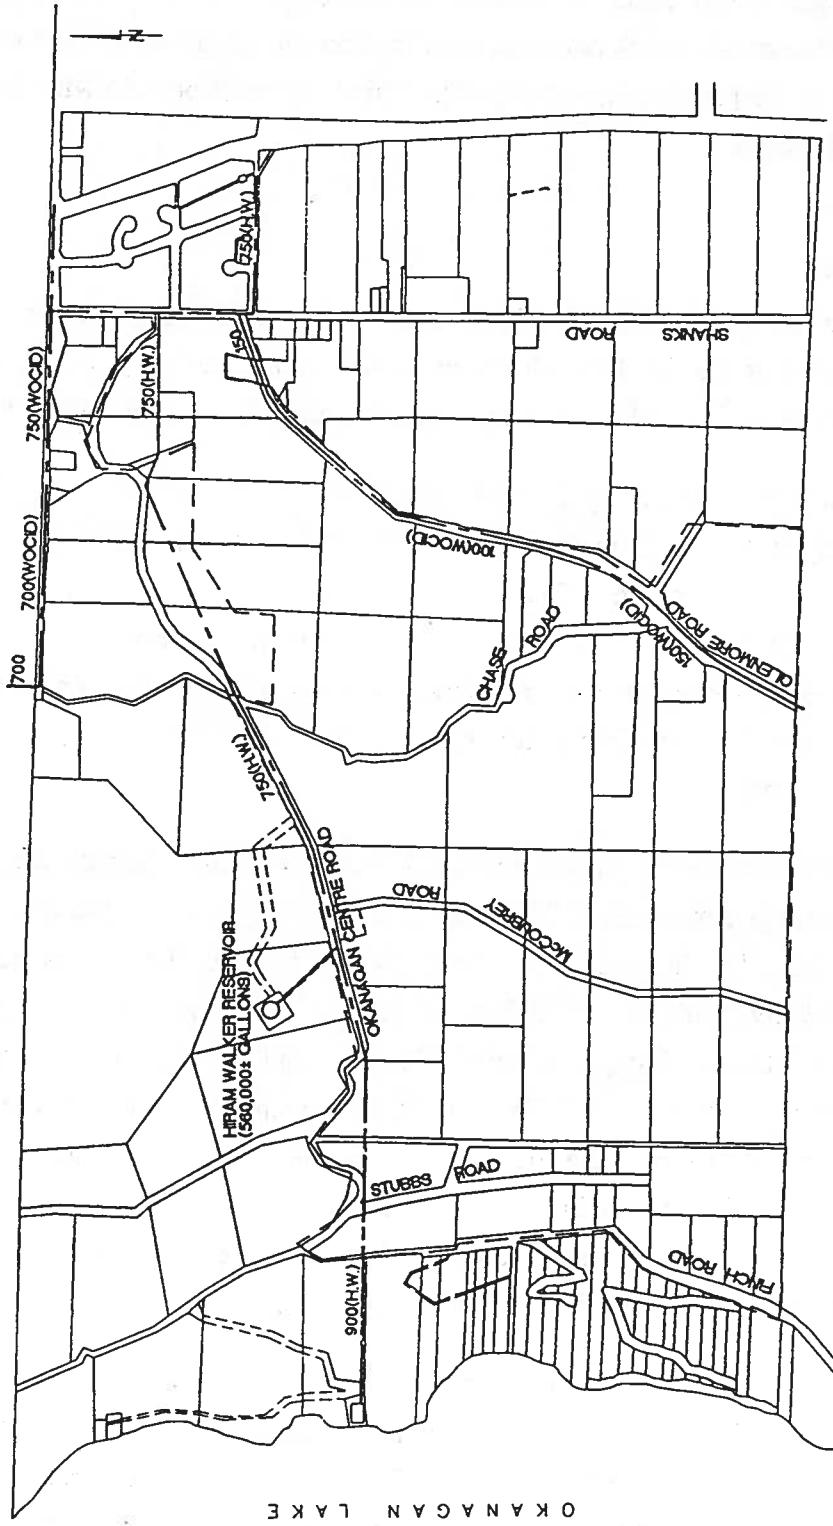 N
750(WOCID)
700(WOCID)
700
750(H.W.)
750(H.W.)
150
SHANKS ROAD
100(WOCID)
CHASE ROAD
150(WOCID)
GLENMORE ROAD
750(H.W.)
HIRAM WALKER RESERVOIR
(560,000± GALLONS)
OKANAGAN CENTRE ROAD
McCOUBREY ROAD
STUBBS ROAD
900(H.W.)
FINCH ROAD
OKANAGAN LAKE